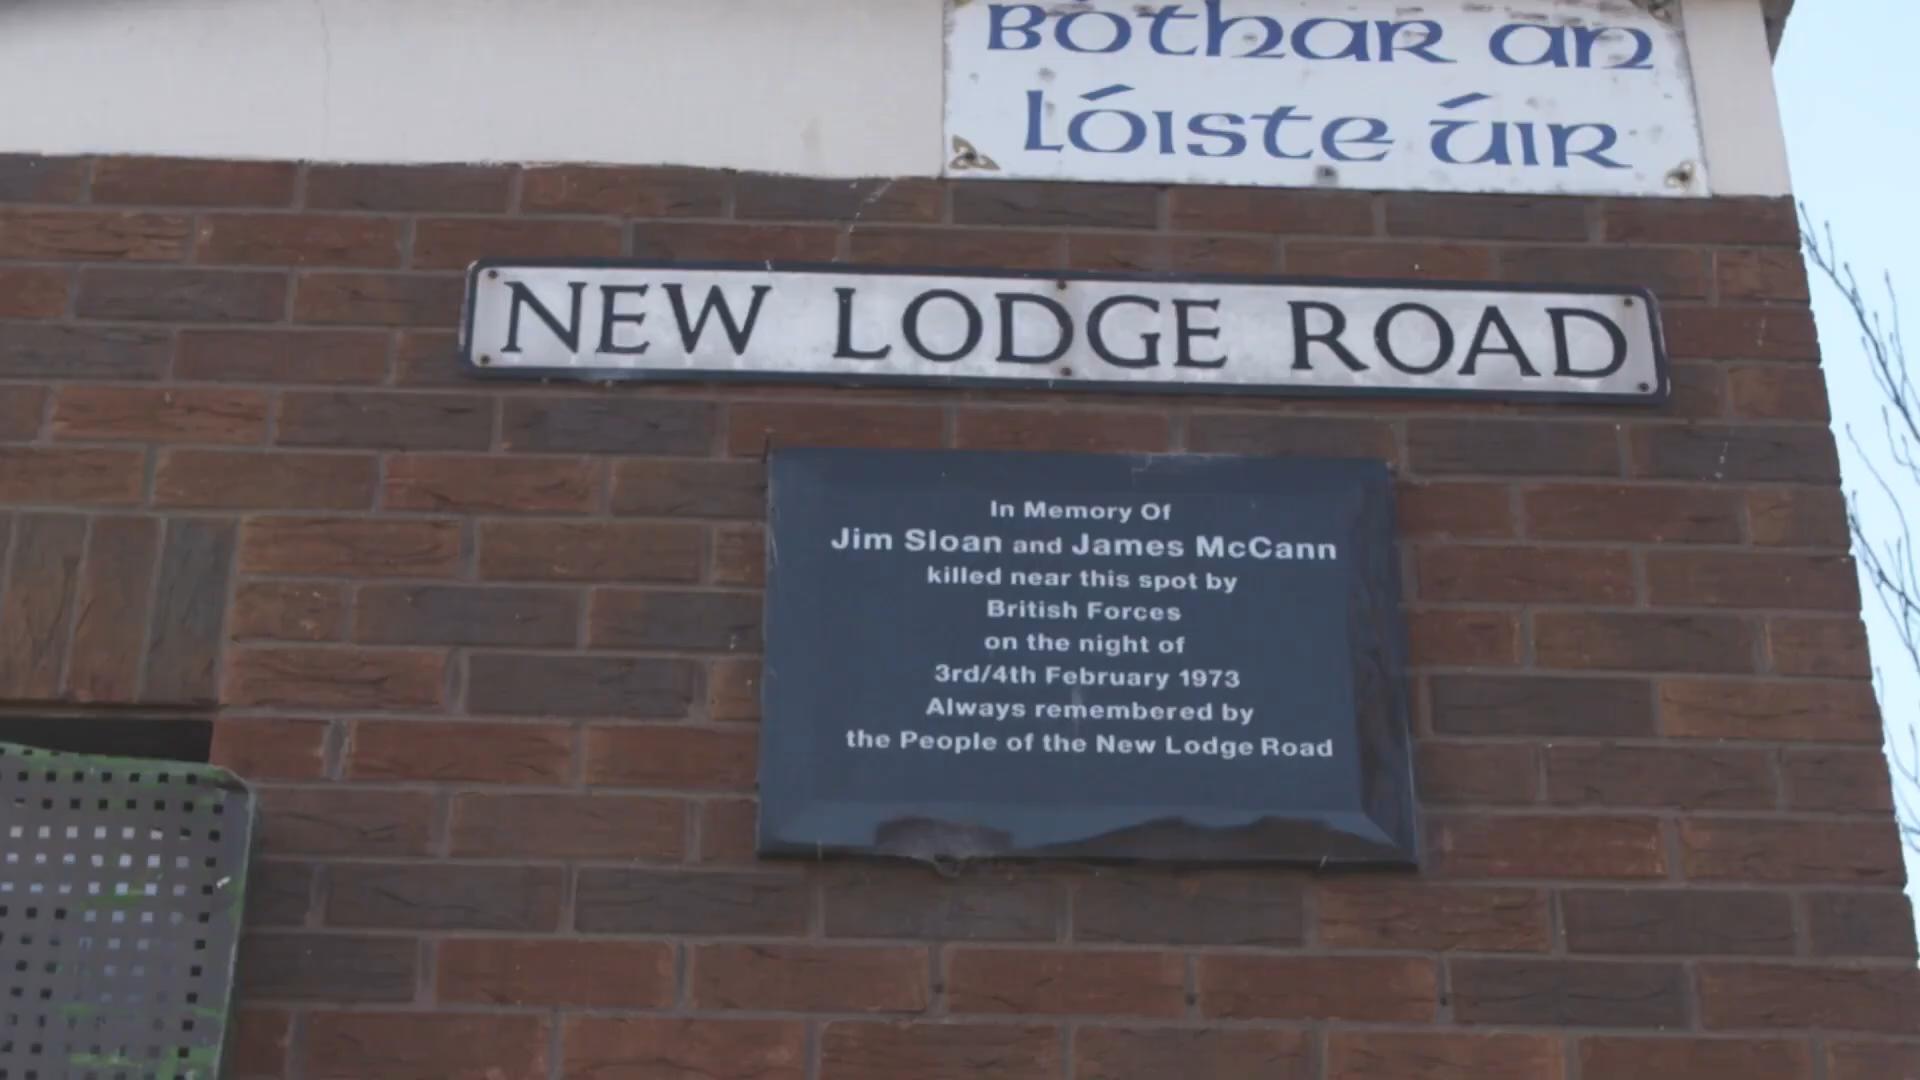 Bóthar an
Lóiste Úir
NEW LODGE ROAD
In Memory Of
Jim Sloan and James McCann
killed near this spot by
British Forces
on the night of
3rd/4th February 1973
Always remembered by
the People of the New Lodge Road